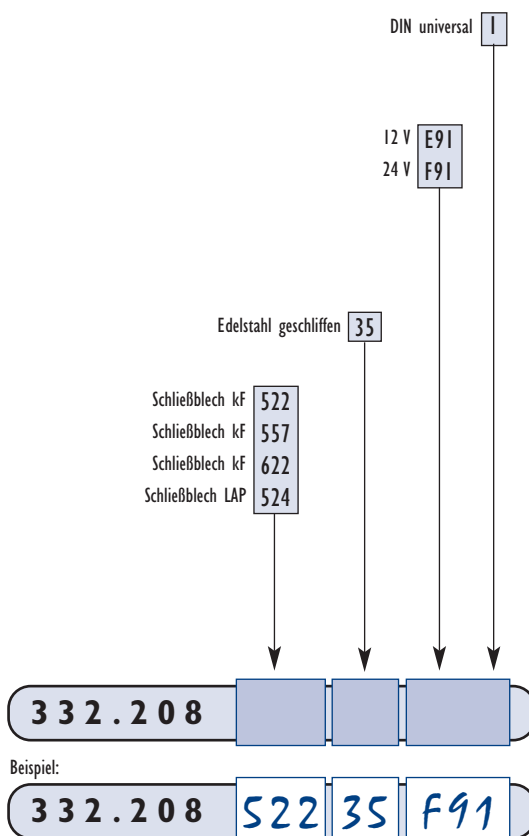 DIN universal 1
12 V E91
24 V F91
Edelstahl geschliffen 35
Schließblech kF 522
Schließblech kF 557
Schließblech kF 622
Schließblech LAP 524
332.208
Beispiel:
332.208 522 35 F91